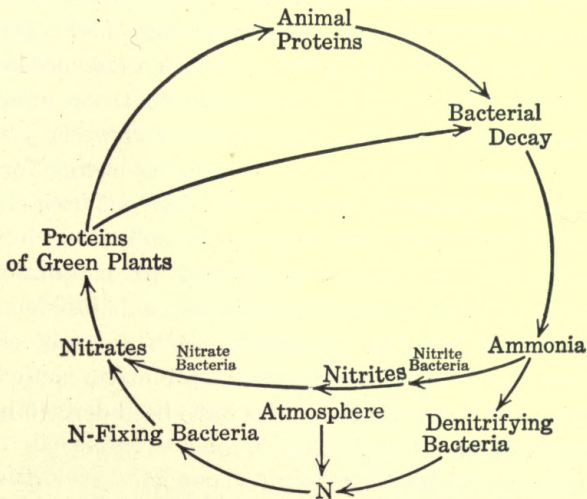 Animal
Proteins
Bacterial
Decay
Proteins
of Green Plants
Nitrates
Nitrate
Bacteria
Nitrites
Nitrite
Bacteria
Ammonia
Atmosphere
N-Fixing Bacteria
Denitrifying
Bacteria
N